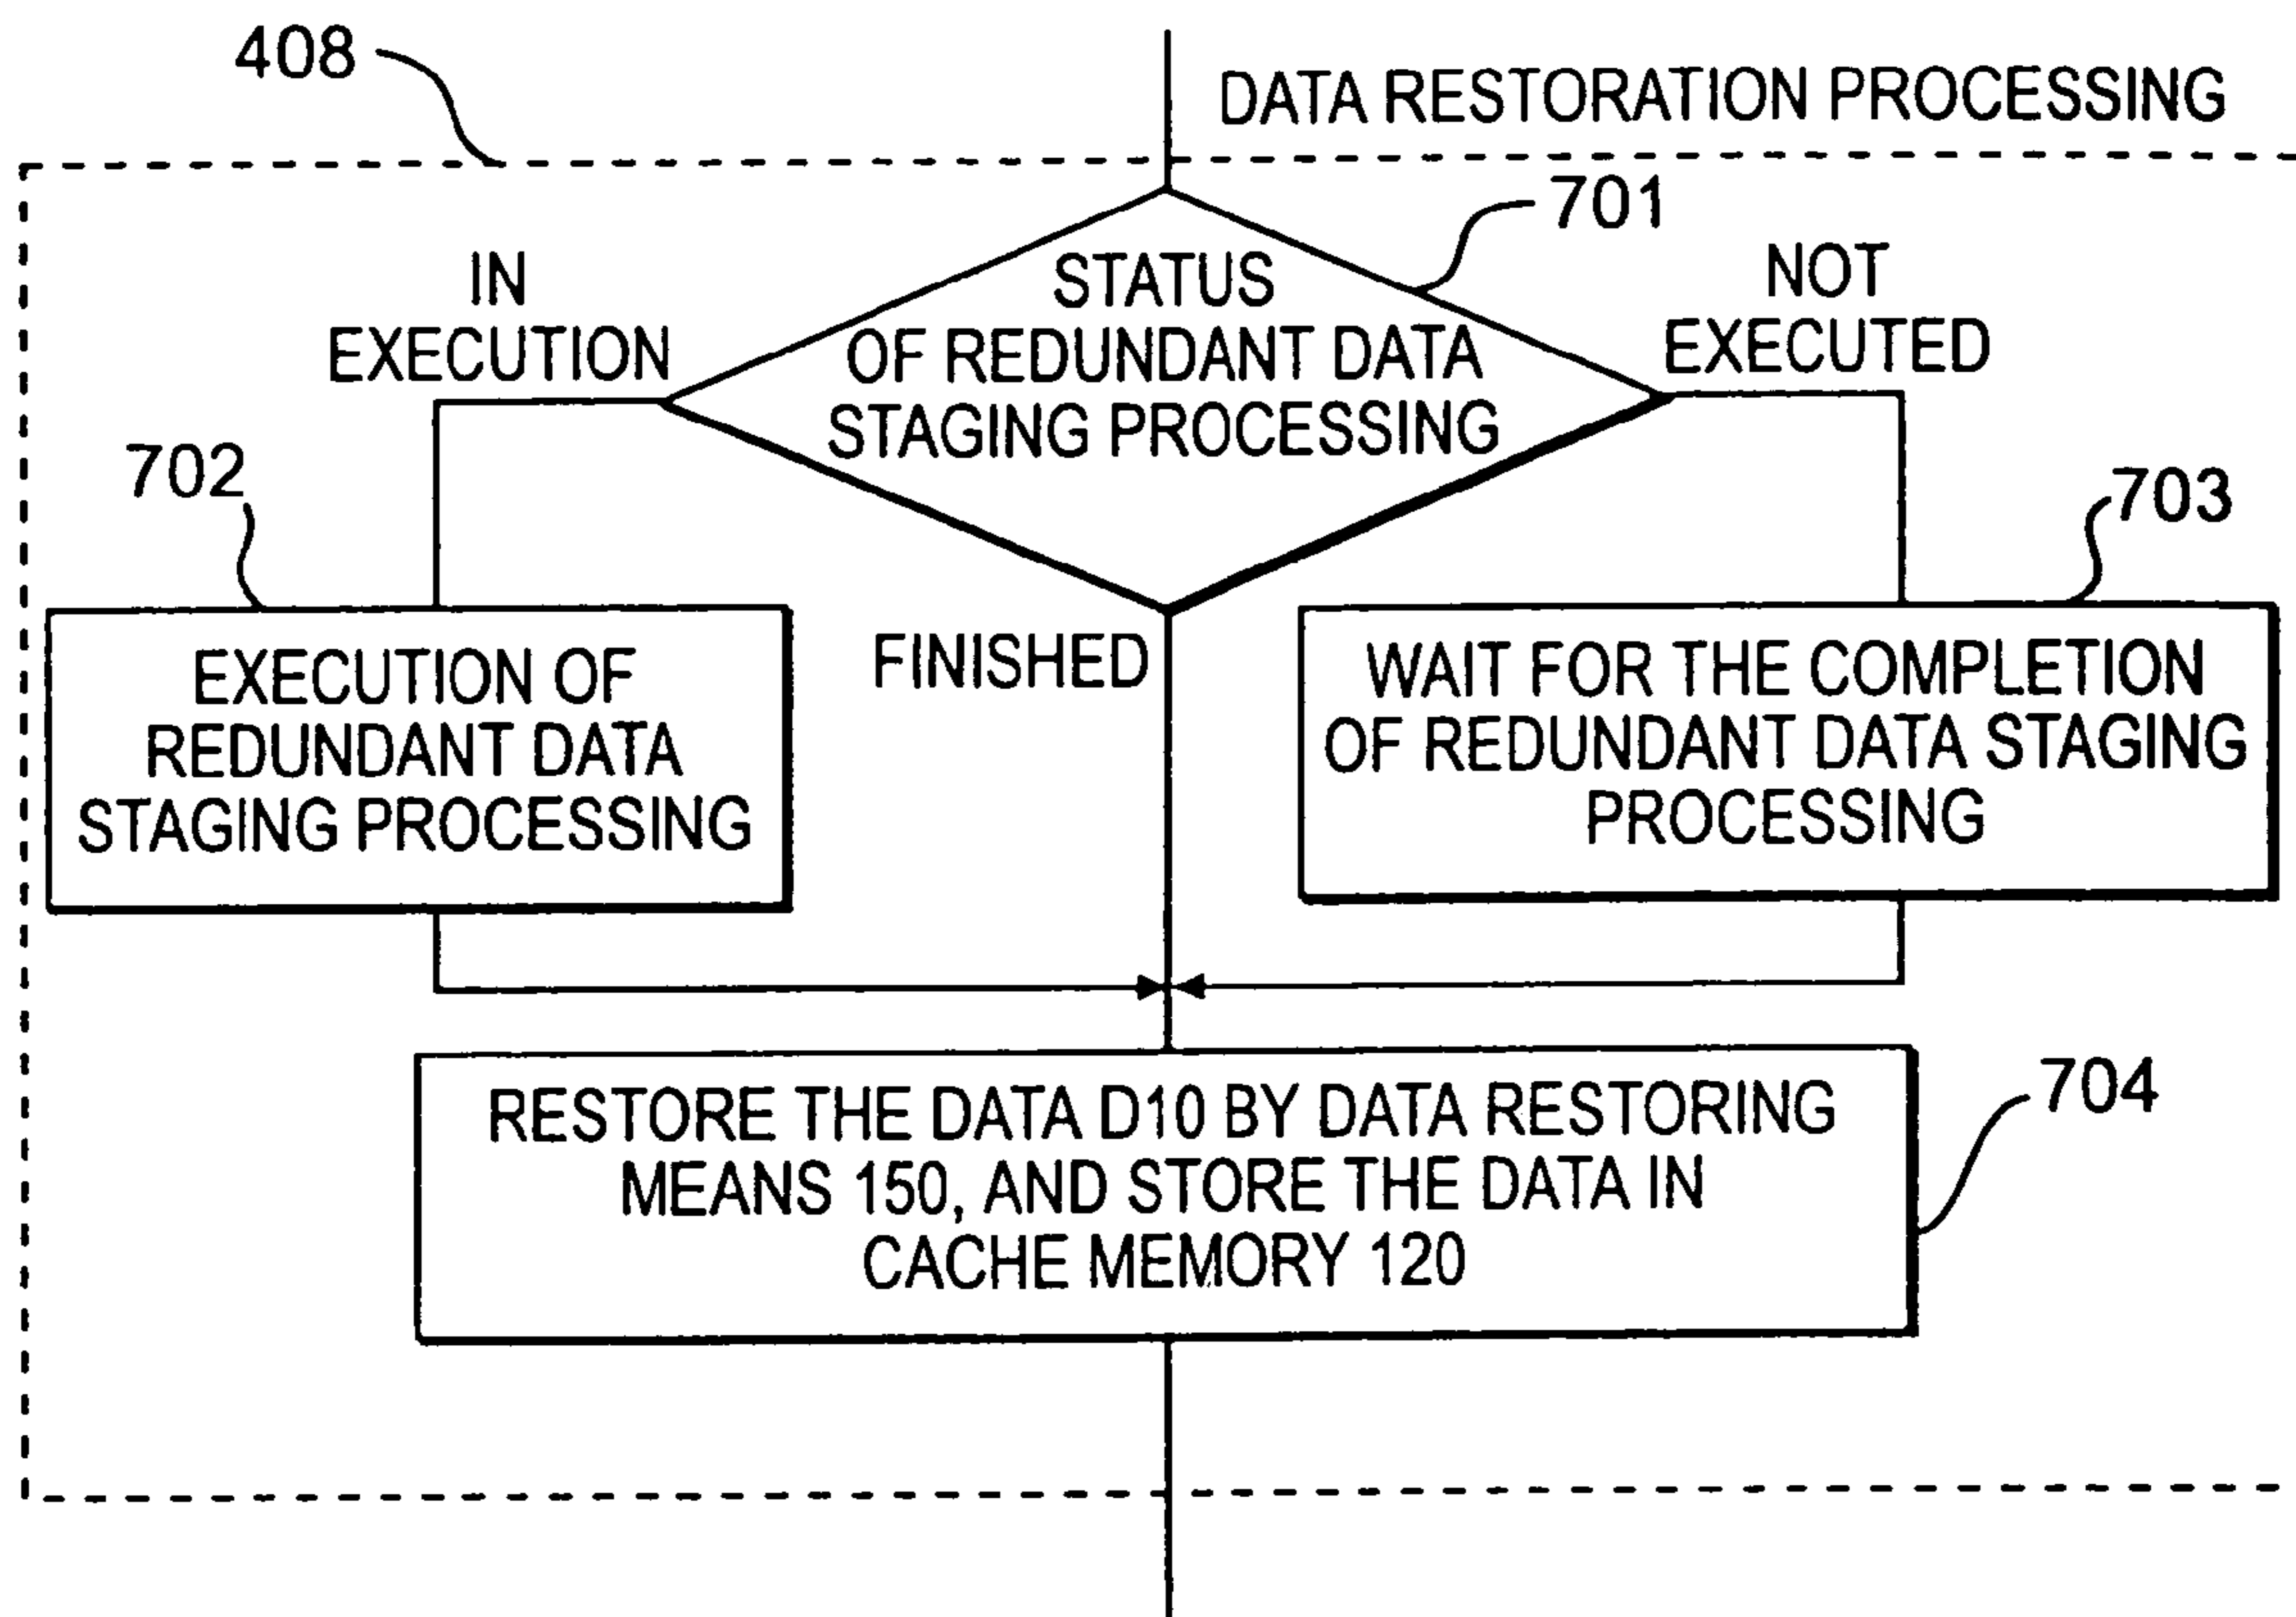 408
DATA RESTORATION PROCESSING
701
IN
EXECUTION
STATUS
OF REDUNDANT DATA
STAGING PROCESSING
NOT
EXECUTED
702
703
EXECUTION OF
REDUNDANT DATA
STAGING PROCESSING
FINISHED
WAIT FOR THE COMPLETION
OF REDUNDANT DATA STAGING
PROCESSING
RESTORE THE DATA D10 BY DATA RESTORING
MEANS 150, AND STORE THE DATA IN
CACHE MEMORY 120
704